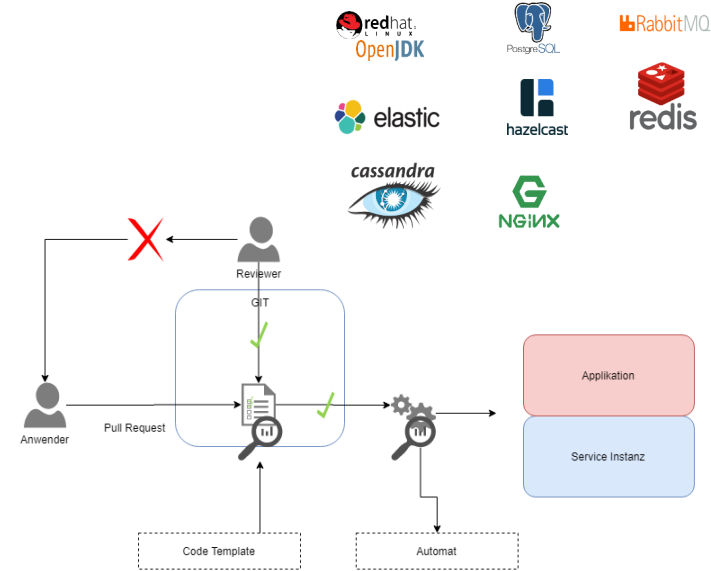 redhat.
LINUX
OpenJDK
PostgreSQL
RabbitMQ
elastic
hazelcast
redis
cassandra
NGINX
Reviewer
GIT
Applikation
Anwender
Pull Request
Service Instanz
Code Template
Automat